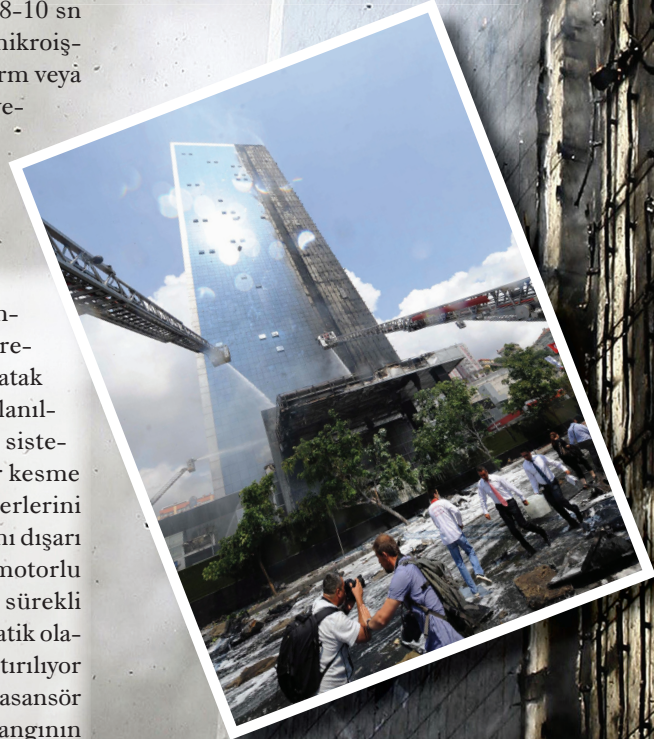 8-10 sn
nikroiş-
rm veya
re-
n-
re-
atak
lanıl-
siste-
r kesme
erlerini
nı dışarı
motorlu
sürekli
atik ola-
tırılıyor
asansör
angının